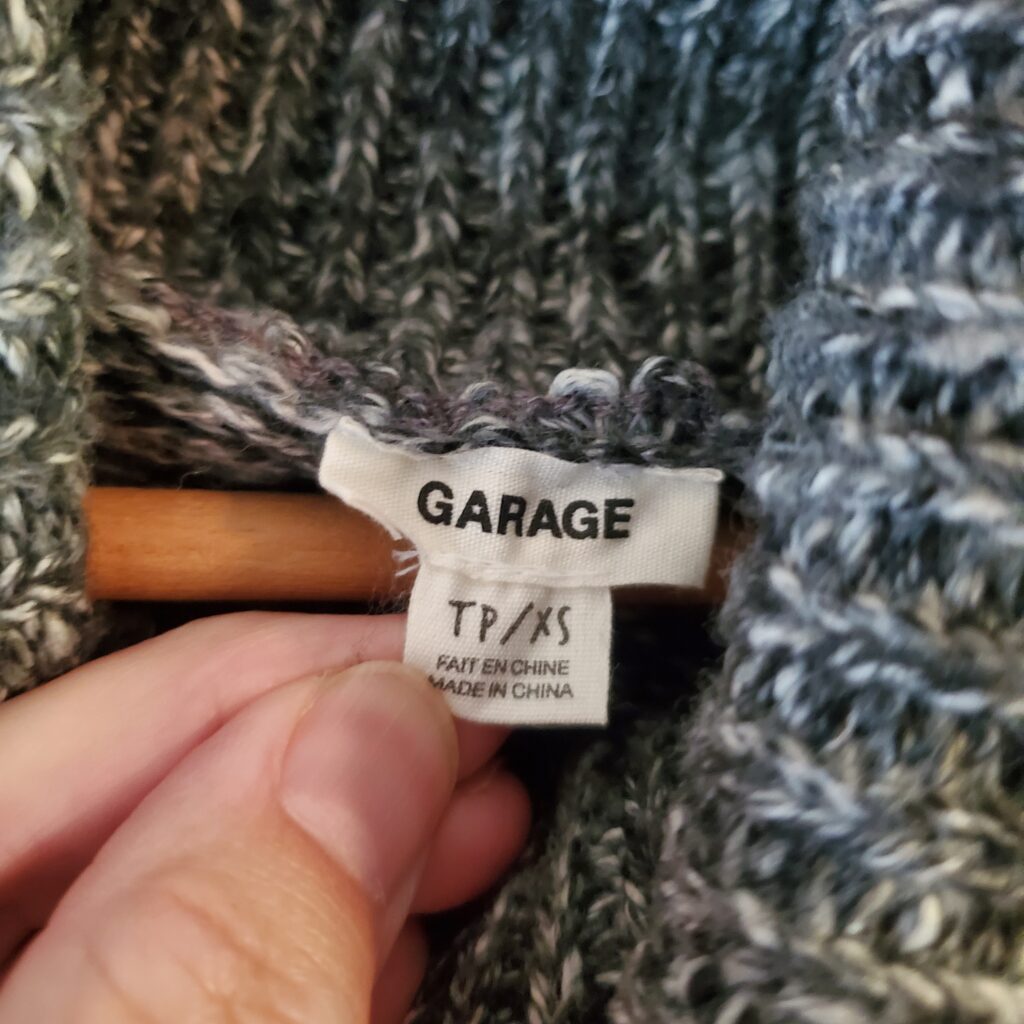 GARAGE
TP/XS
FAIT EN CHINE
MADE IN CHINA